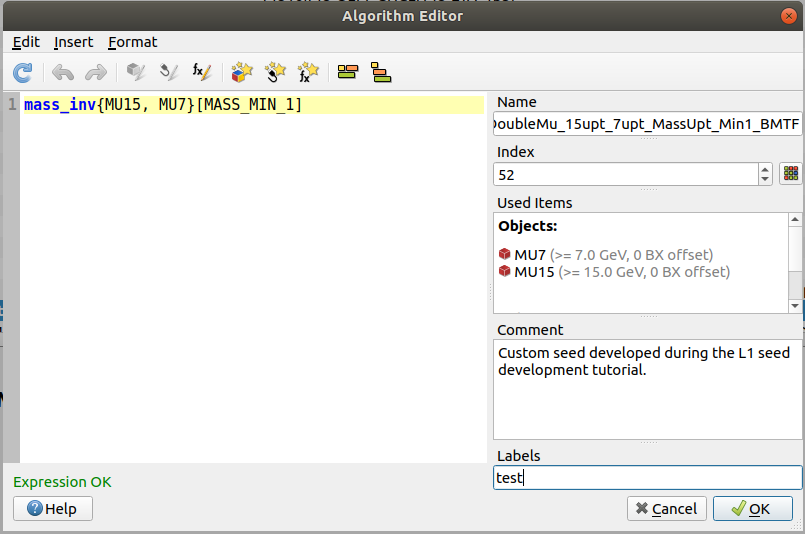 Algorithm Editor
Edit Insert Format
1 mass_inv{MU15, MU7}[MASS_MIN_1]
Name
DoubleMu_15upt_7upt_MassUpt_Min1_BMTF
Index
52
Used Items
Objects:
MU7 (>= 7.0 GeV, 0 BX offset)
MU15 (>= 15.0 GeV, 0 BX offset)
Comment
Custom seed developed during the L1 seed
development tutorial.
Labels
test
Expression OK
Help
Cancel
OK